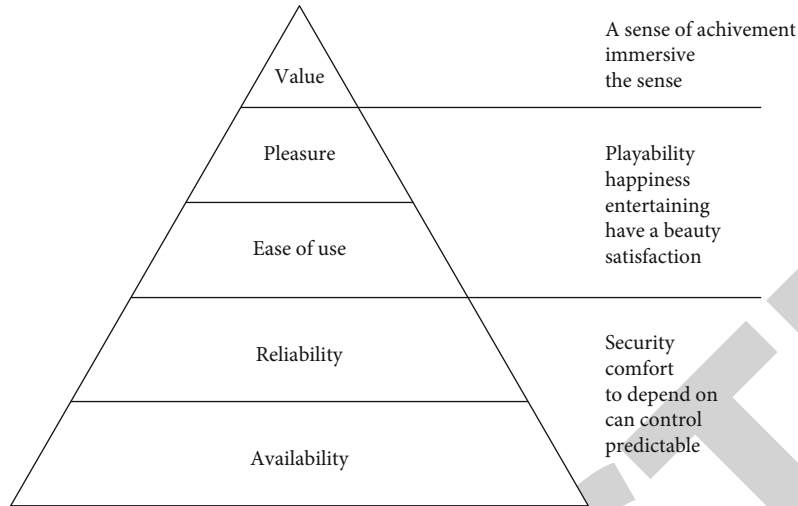 Value
A sense of achivement
immersive
the sense
Pleasure
Ease of use
Playability
happiness
entertaining
have a beauty
satisfaction
Reliability
Availability
Security
comfort
to depend on
can control
predictable